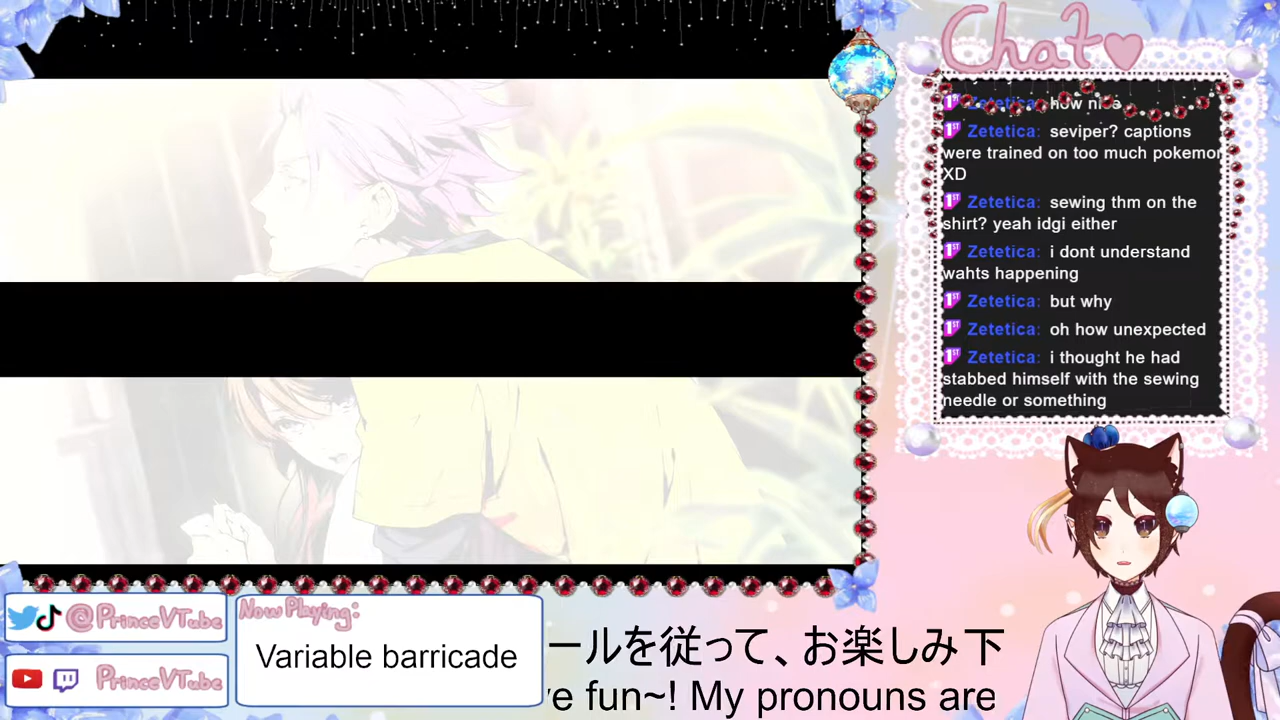 Chat
Zetetica: how nice
Zetetica: seviper? captions
were trained on too much pokemon
XD
Zetetica: sewing thm on the
shirt? yeah idgi either
Zetetica: i dont understand
wahts happening
Zetetica: but why
Zetetica: oh how unexpected
Zetetica: i thought he had
stabbed himself with the sewing
needle or something
@PrinceVTube
PrinceVTube
Now Playing:
Variable barricade
ールを従って、お楽しみ下
ve fun~! My pronouns are